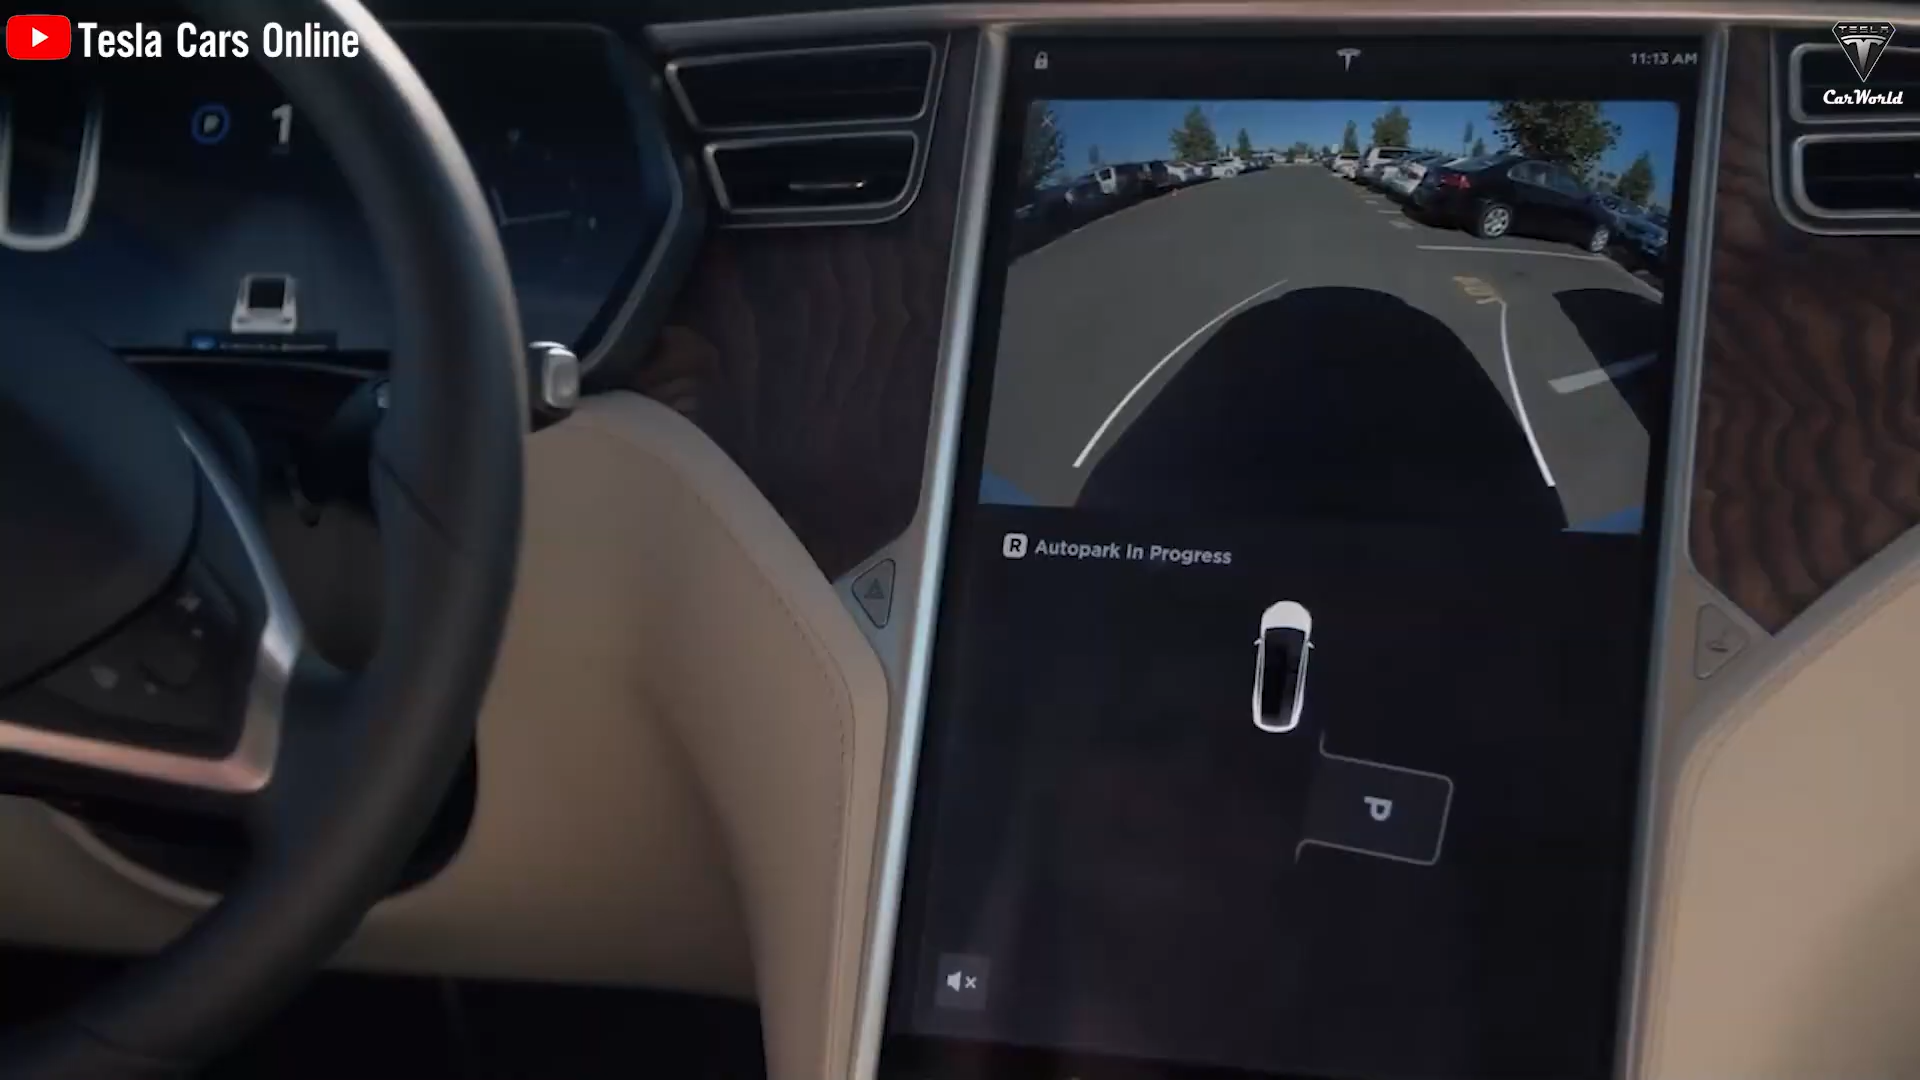 Tesla Cars Online
TESLA
CarWorld
11:13 AM
P
1
R Autopark In Progress
P